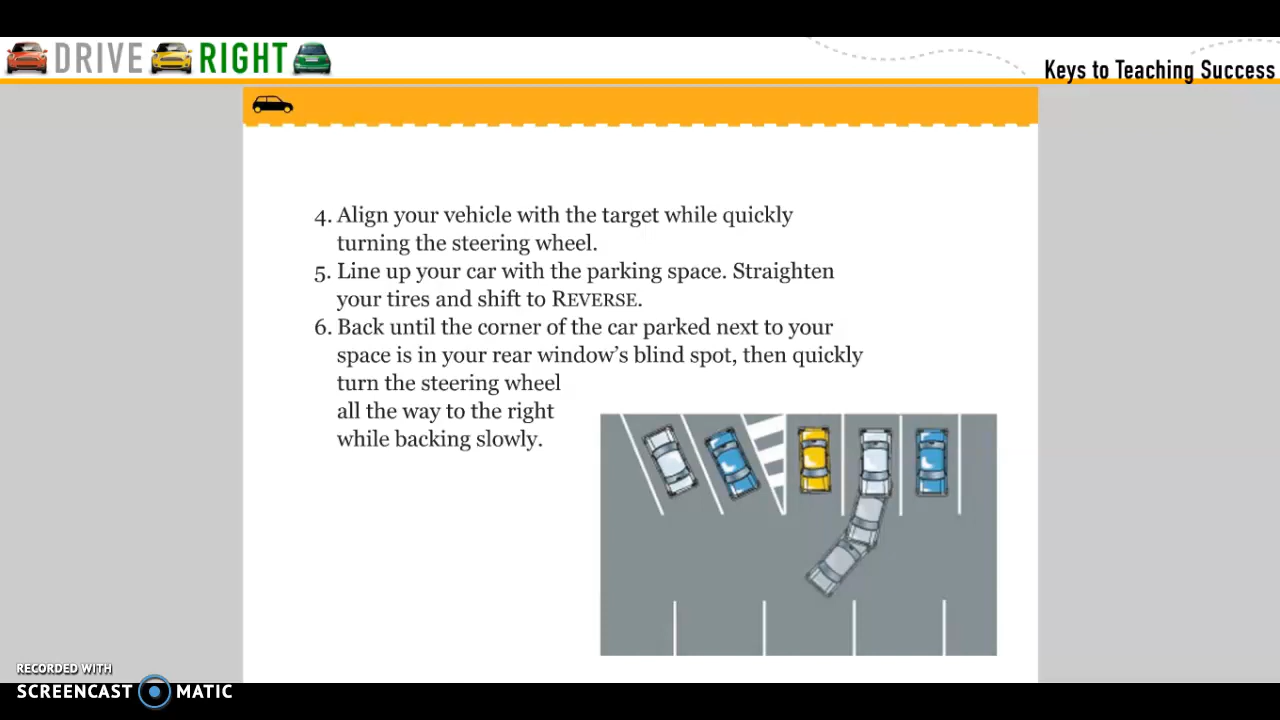 DRIVE RIGHT
Keys to Teaching Success
4. Align your vehicle with the target while quickly
turning the steering wheel.
5. Line up your car with the parking space. Straighten
your tires and shift to REVERSE.
6. Back until the corner of the car parked next to your
space is in your rear window’s blind spot, then quickly
turn the steering wheel
all the way to the right
while backing slowly.
RECORDED WITH
SCREENCAST MATIC